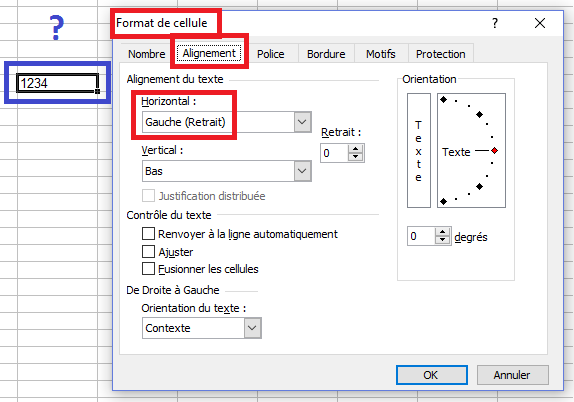 ?
1234
Format de cellule
?
Nombre Alignement Police Bordure Motifs Protection
Alignement du texte
Horizontal :
Gauche (Retrait)
Retrait :
0
Vertical :
Bas
Justification distribuée
Contrôle du texte
Renvoyer à la ligne automatiquement
Ajuster
Fusionner les cellules
De Droite à Gauche
Orientation du texte :
Contexte
Orientation
Texte
Texte
0 degrés
OK Annuler